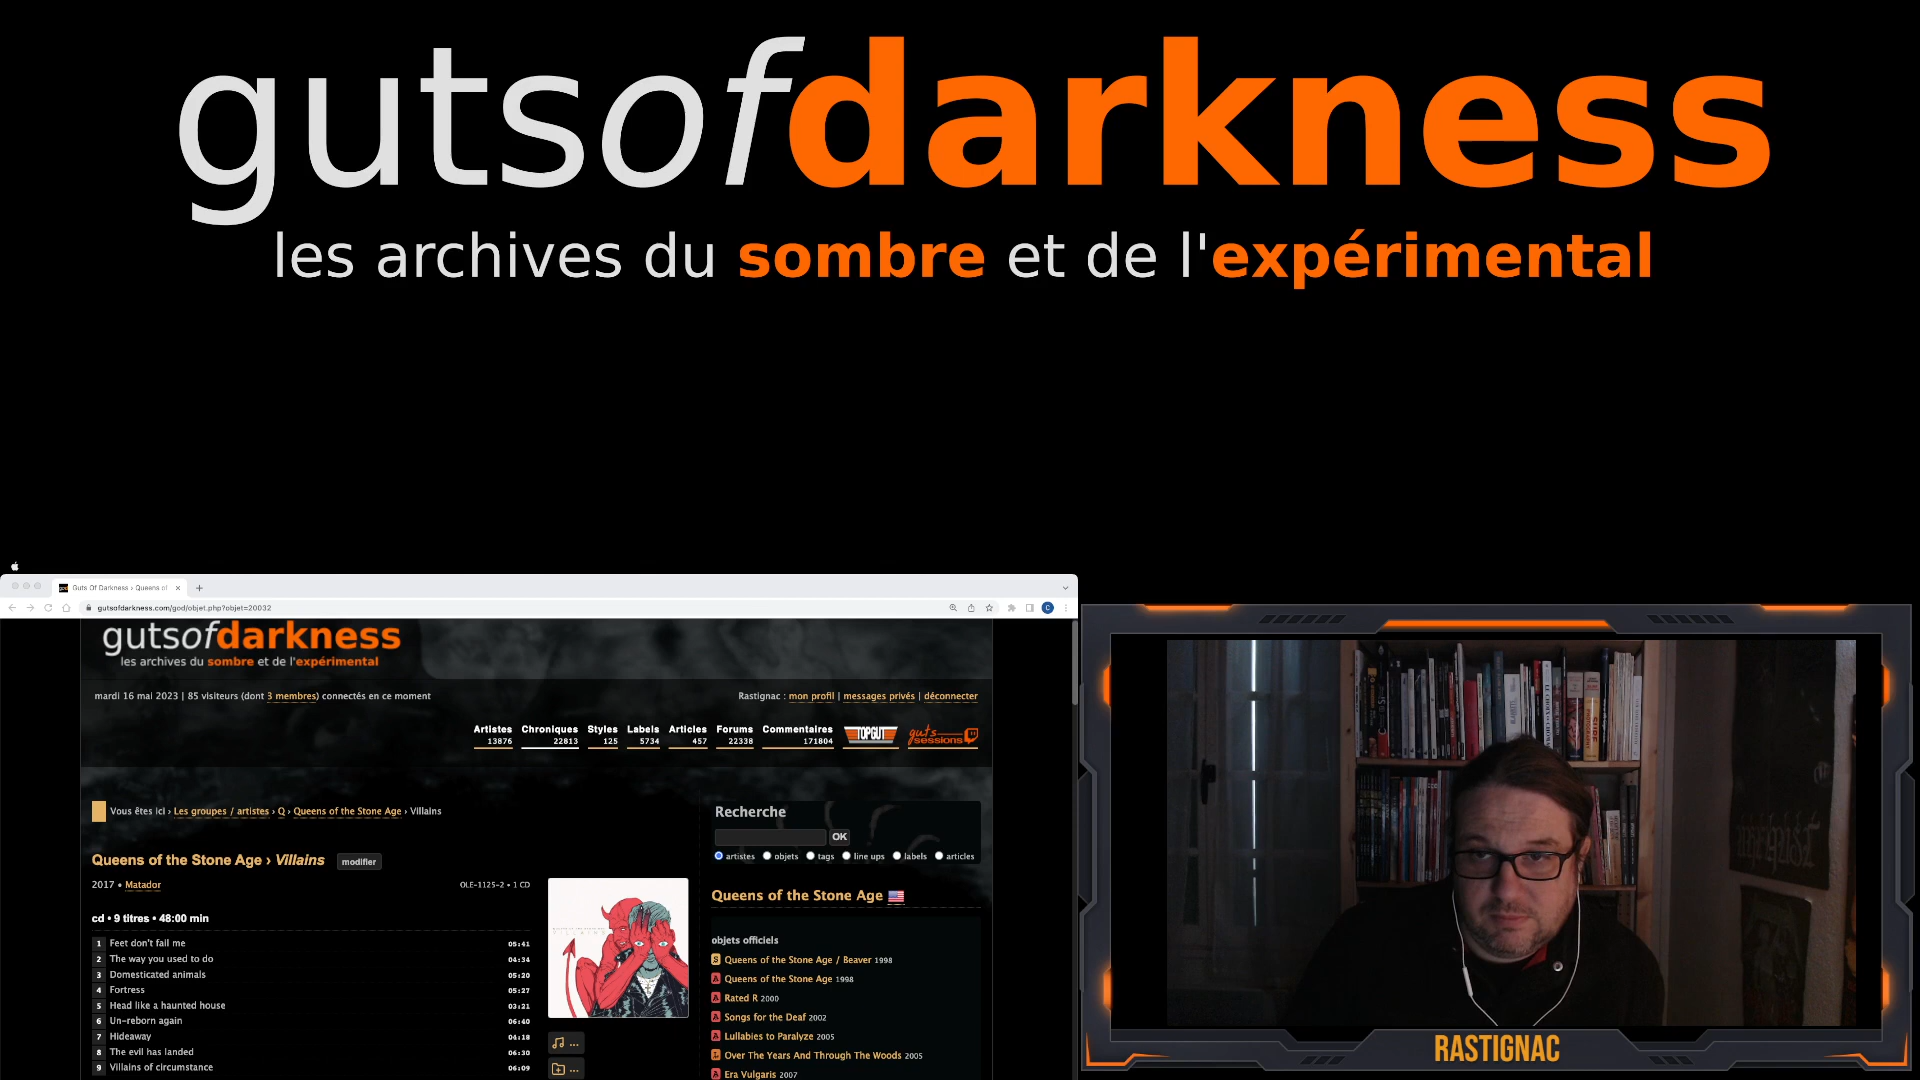 gutsofdarkness
les archives du sombre et de l'expérimental
Guts Of Darkness › Queens of
gutsofdarkness.com/god/objet.php?objet=20032
C
gutsofdarkness
les archives du sombre et de l'expérimental
mardi 16 mai 2023 | 85 visiteurs (dont 3 membres) connectés en ce moment
Rastignac : mon profil | messages privés | déconnecter
Artistes Chroniques Styles Labels Articles Forums Commentaires TOPGUT guts sessions
13876 22813 125 5734 457 22338 171804
Vous êtes ici › Les groupes / artistes › Q › Queens of the Stone Age › Villains
Queens of the Stone Age › Villains modifier
2017 • Matador
OLE-1125-2 • 1 CD
cd • 9 titres • 48:00 min
1 Feet don't fail me 05:41
2 The way you used to do 04:34
3 Domesticated animals 05:20
4 Fortress 05:27
5 Head like a haunted house 03:21
6 Un-reborn again 06:40
7 Hideaway 04:18
8 The evil has landed 06:30
9 Villains of circumstance 06:09
VILLAINS
...
...
Recherche
OK
artistes objets tags line ups labels articles
Queens of the Stone Age
objets officiels
S Queens of the Stone Age / Beaver 1998
A Queens of the Stone Age 1998
A Rated R 2000
A Songs for the Deaf 2002
A Lullabies to Paralyze 2005
L Over The Years And Through The Woods 2005
A Era Vulgaris 2007
RASTIGNAC